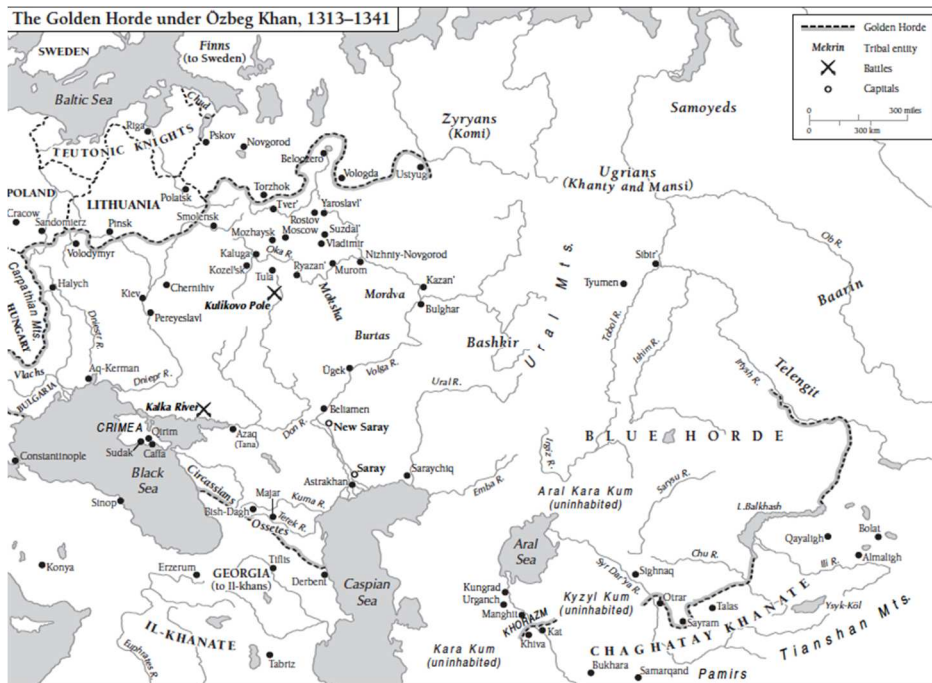 The Golden Horde under Özbeg Khan, 1313–1341
Golden Horde
Mekrin
Tribal entity
Battles
Capitals
0 300 miles
0 300 km
SWEDEN
Finns
(to Sweden)
Baltic Sea
Chud
Riga
TEUTONIC KNIGHTS
Pskov
Novgorod
Zyryans
(Komi)
Samoyeds
Beloozero
Vologda
Ustyug
Ugrians
(Khanty and Mansi)
POLAND
LITHUANIA
Polatsk
Torzhok
Tver'
Yaroslavl'
Rostov
Cracow
Sandomierz
Pinsk
Smolensk
Moscow
Suzdal'
Mozhaysk
Vladimir
Volodymyr
Kaluga
Oka R.
Nizhniy-Novgorod
Kozel'sk
Tula
Ryazan'
Murom
Ob R.
Sibir'
Carpathian Mts.
Halych
Chernihiv
Kiev
Kulikovo Pole
Moksha
Mordva
Kazan'
Tyumen
Baarin
Bulghar
HUNGARY
Pereyeslavl
Dniestr R.
Burtas
Bashkir
Ural Mts.
Tobol R.
Ishim R.
Irtysh R.
Telengit
Vlachs
Aq-Kerman
Dniepr R.
Ügek
Volga R.
Ural R.
BULGARIA
Kalka River
Beltamen
CRIMEA
Qirim
Azaq
(Tana)
Don R.
New Saray
BLUE HORDE
Sudak
Caffa
Irgiz R.
Constantinople
Black
Sea
Saray
Saraychiq
Sarysu R.
Astrakhan
Emba R.
Circassians
Majar
Kuma R.
Aral Kara Kum
(uninhabited)
Sinop
Bish-Dagh
Terek R.
L.Balkhash
Ossetes
Bolat
Qayaligh
Aral
Sea
Chu R.
Almaligh
Konya
Erzerum
Tiflis
GEORGIA
(to Il-khans)
Derbent
Caspian
Sea
Syr Dar'ya R.
Sighnaq
Ili R.
Kungrad
Urganch
Kyzyl Kum
(uninhabited)
Otrar
Talas
Ysyk-Köl
Manghit
KHORAZM
Sayram
IL-KHANATE
Khiva
Kat
CHAGHATAY KHANATE
Tianshan Mts.
Euphrates R.
Tabriz
Kara Kum
(uninhabited)
Bukhara
Samarqand
Pamirs